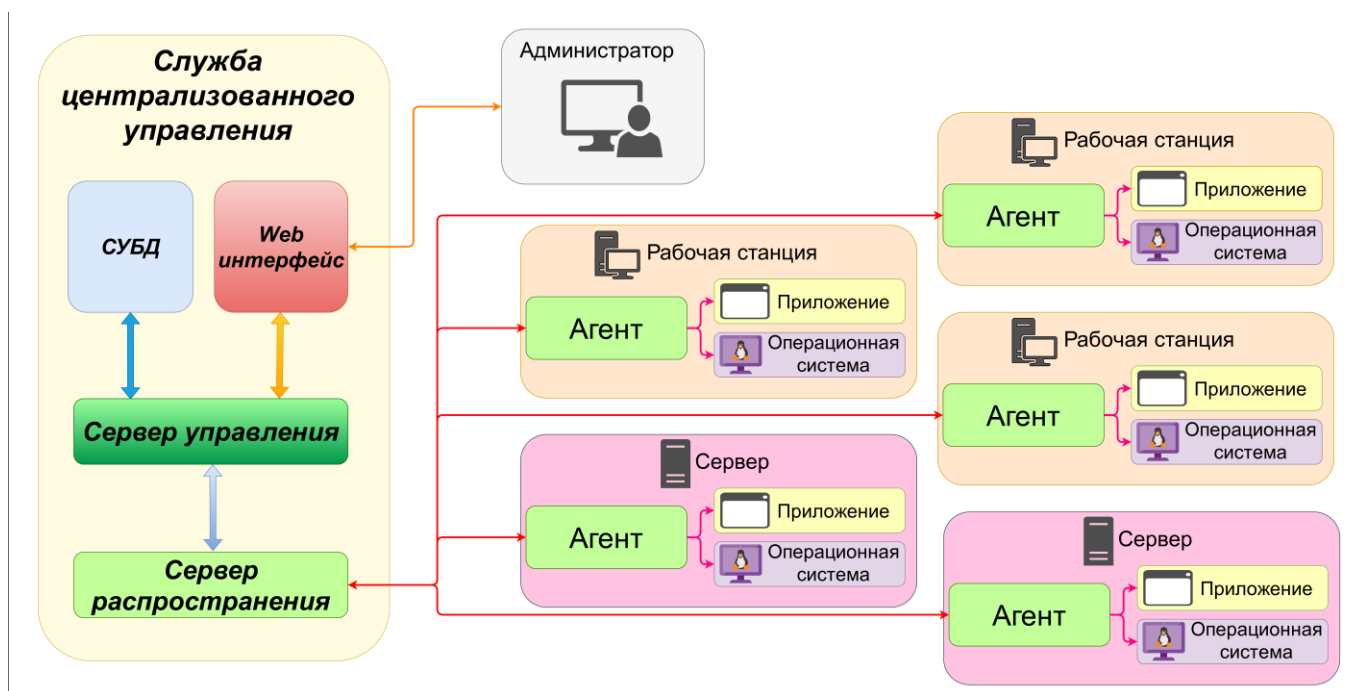 Служба
централизованного
управления
СУБД
Web
интерфейс
Сервер управления
Сервер
распространения
Администратор
Рабочая станция
Агент
Приложение
Операционная
система
Рабочая станция
Агент
Приложение
Операционная
система
Рабочая станция
Агент
Приложение
Операционная
система
Сервер
Агент
Приложение
Операционная
система
Сервер
Агент
Приложение
Операционная
система